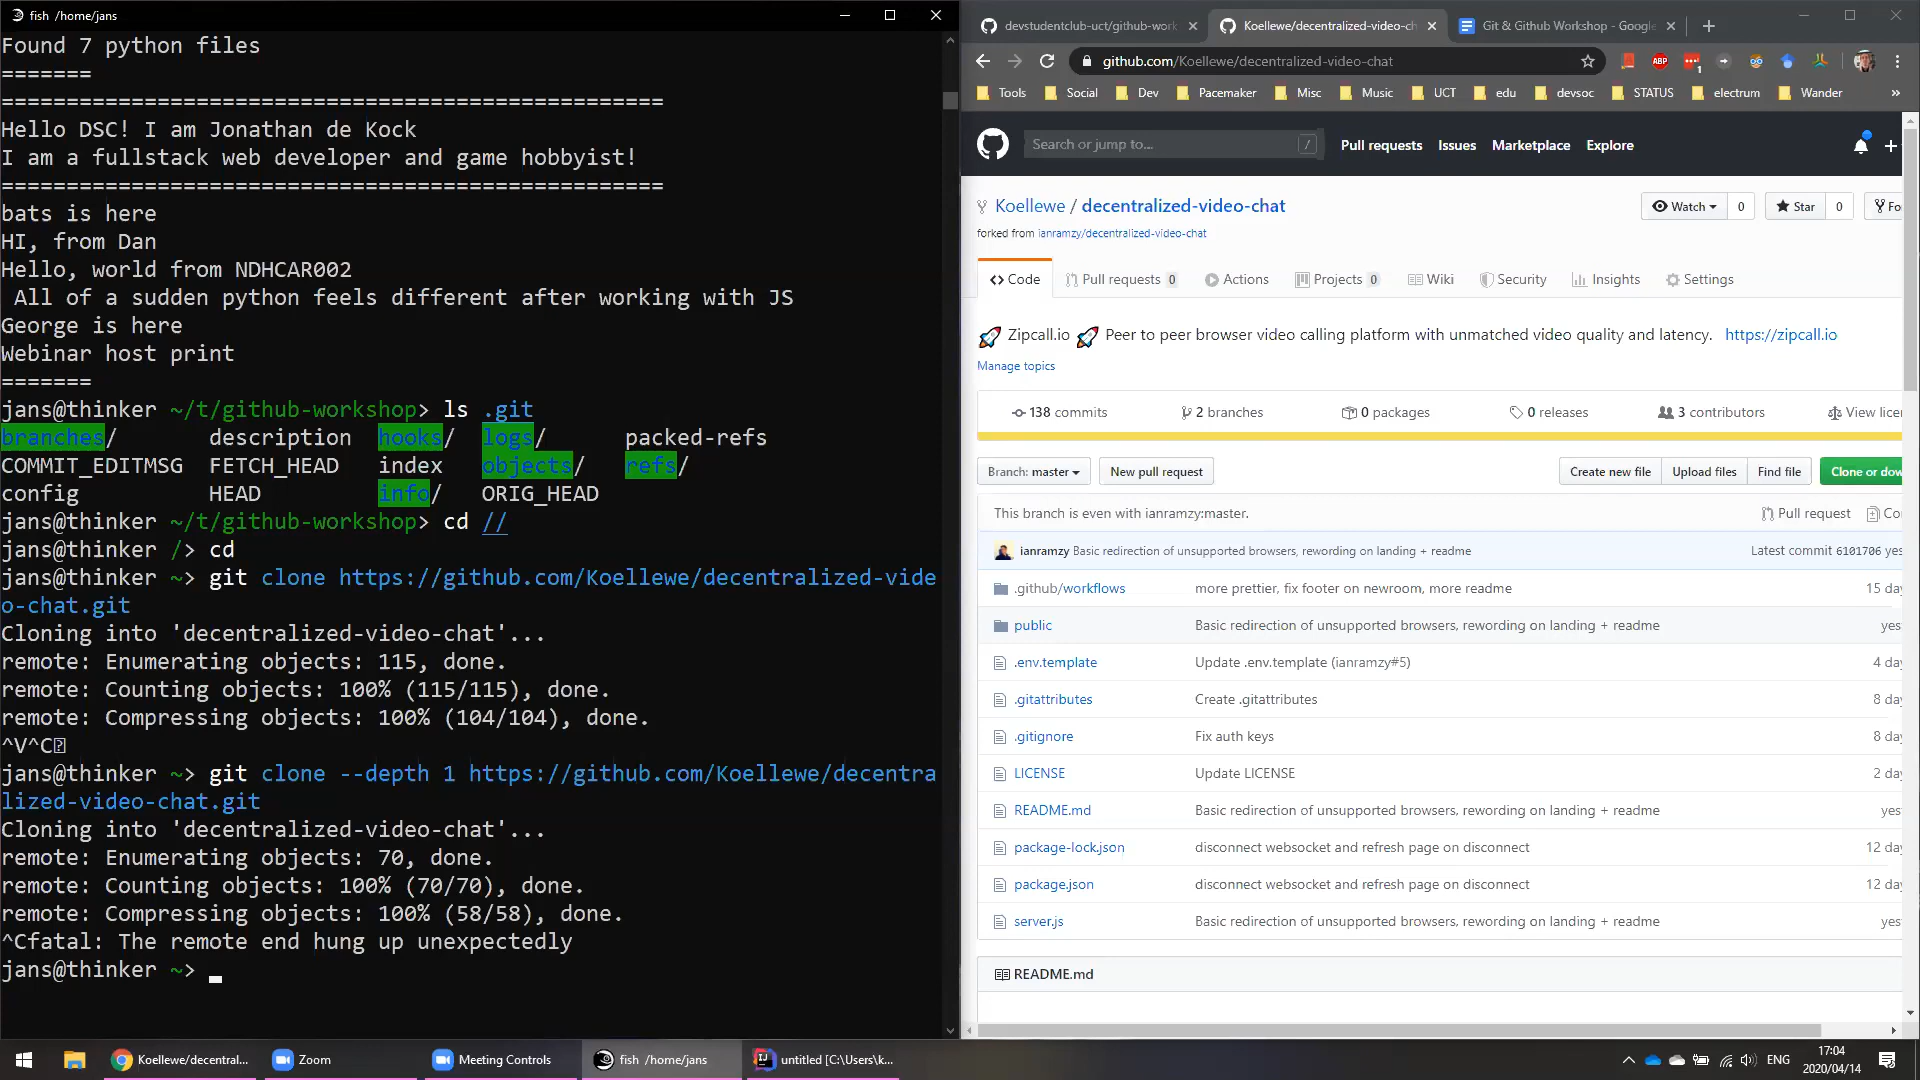 fish /home/jans
Found 7 python files
=======
===================================================
Hello DSC! I am Jonathan de Kock
I am a fullstack web developer and game hobbyist!
===================================================
bats is here
HI, from Dan
Hello, world from NDHCAR002
All of a sudden python feels different after working with JS
George is here
Webinar host print
=======
jans@thinker ~/t/github-workshop> ls .git
branches/ description hooks/ logs/ packed-refs
COMMIT_EDITMSG FETCH_HEAD index objects/ refs/
config HEAD info/ ORIG_HEAD
jans@thinker ~/t/github-workshop> cd //
jans@thinker /> cd
jans@thinker ~> git clone https://github.com/Koellewe/decentralized-vide
o-chat.git
Cloning into 'decentralized-video-chat'...
remote: Enumerating objects: 115, done.
remote: Counting objects: 100% (115/115), done.
remote: Compressing objects: 100% (104/104), done.
^V^C
jans@thinker ~> git clone --depth 1 https://github.com/Koellewe/decentra
lized-video-chat.git
Cloning into 'decentralized-video-chat'...
remote: Enumerating objects: 70, done.
remote: Counting objects: 100% (70/70), done.
remote: Compressing objects: 100% (58/58), done.
^Cfatal: The remote end hung up unexpectedly
jans@thinker ~>
devstudentclub-uct/github-work
Koellewe/decentralized-video-ch
Git & Github Workshop - Google
github.com/Koellewe/decentralized-video-chat
ABP
1
Tools Social Dev Pacemaker Misc Music UCT edu devsoc STATUS electrum Wander »
Search or jump to... /
Pull requests Issues Marketplace Explore
Koellewe / decentralized-video-chat
Watch 0 Star 0 Fo
forked from ianramzy/decentralized-video-chat
Code Pull requests 0 Actions Projects 0 Wiki Security Insights Settings
Zipcall.io Peer to peer browser video calling platform with unmatched video quality and latency. https://zipcall.io
Manage topics
138 commits 2 branches 0 packages 0 releases 3 contributors View licen
Branch: master New pull request Create new file Upload files Find file Clone or dow
This branch is even with ianramzy:master. Pull request Co
ianramzy Basic redirection of unsupported browsers, rewording on landing + readme Latest commit 6101706 yes
.github/workflows more prettier, fix footer on newroom, more readme 15 da
public Basic redirection of unsupported browsers, rewording on landing + readme yes
.env.template Update .env.template (ianramzy#5) 4 da
.gitattributes Create .gitattributes 8 da
.gitignore Fix auth keys 8 da
LICENSE Update LICENSE 2 da
README.md Basic redirection of unsupported browsers, rewording on landing + readme yes
package-lock.json disconnect websocket and refresh page on disconnect 12 da
package.json disconnect websocket and refresh page on disconnect 12 da
server.js Basic redirection of unsupported browsers, rewording on landing + readme yes
README.md
Koellewe/decentral...
Zoom
Meeting Controls
fish /home/jans
untitled [C:\Users\k...
ENG
17:04
2020/04/14